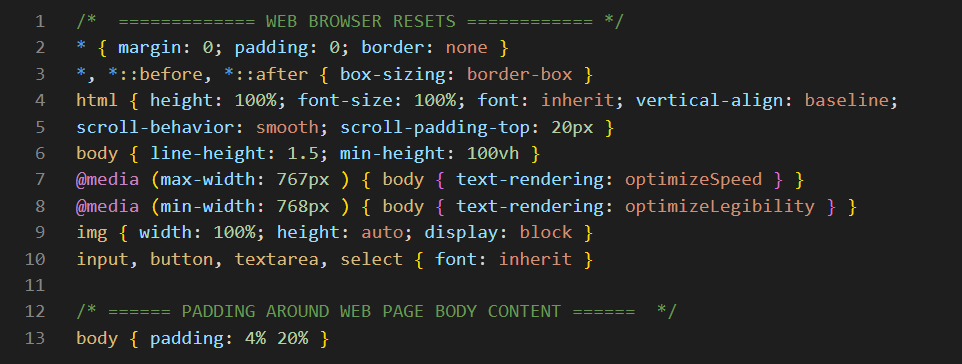 1 /*  ============= WEB BROWSER RESETS ============ */
2 * { margin: 0; padding: 0; border: none }
3 *, *::before, *::after { box-sizing: border-box }
4 html { height: 100%; font-size: 100%; font: inherit; vertical-align: baseline;
5 scroll-behavior: smooth; scroll-padding-top: 20px }
6 body { line-height: 1.5; min-height: 100vh }
7 @media (max-width: 767px ) { body { text-rendering: optimizeSpeed } }
8 @media (min-width: 768px ) { body { text-rendering: optimizeLegibility } }
9 img { width: 100%; height: auto; display: block }
10 input, button, textarea, select { font: inherit }
11
12 /* ====== PADDING AROUND WEB PAGE BODY CONTENT ======  */
13 body { padding: 4% 20% }